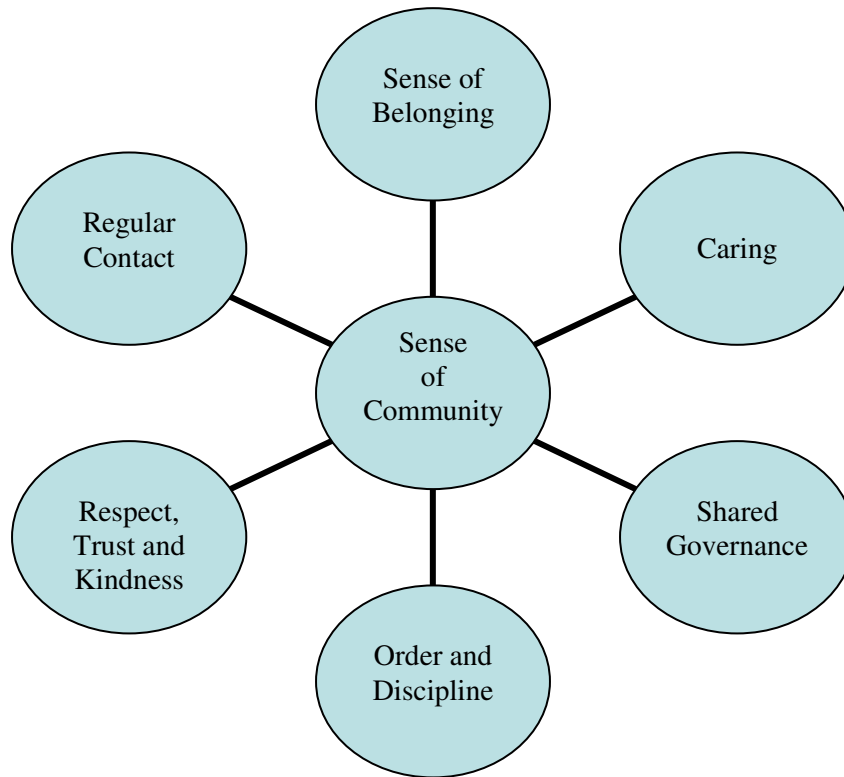 Sense of
Belonging
Regular
Contact
Caring
Sense
of
Community
Respect,
Trust and
Kindness
Shared
Governance
Order and
Discipline